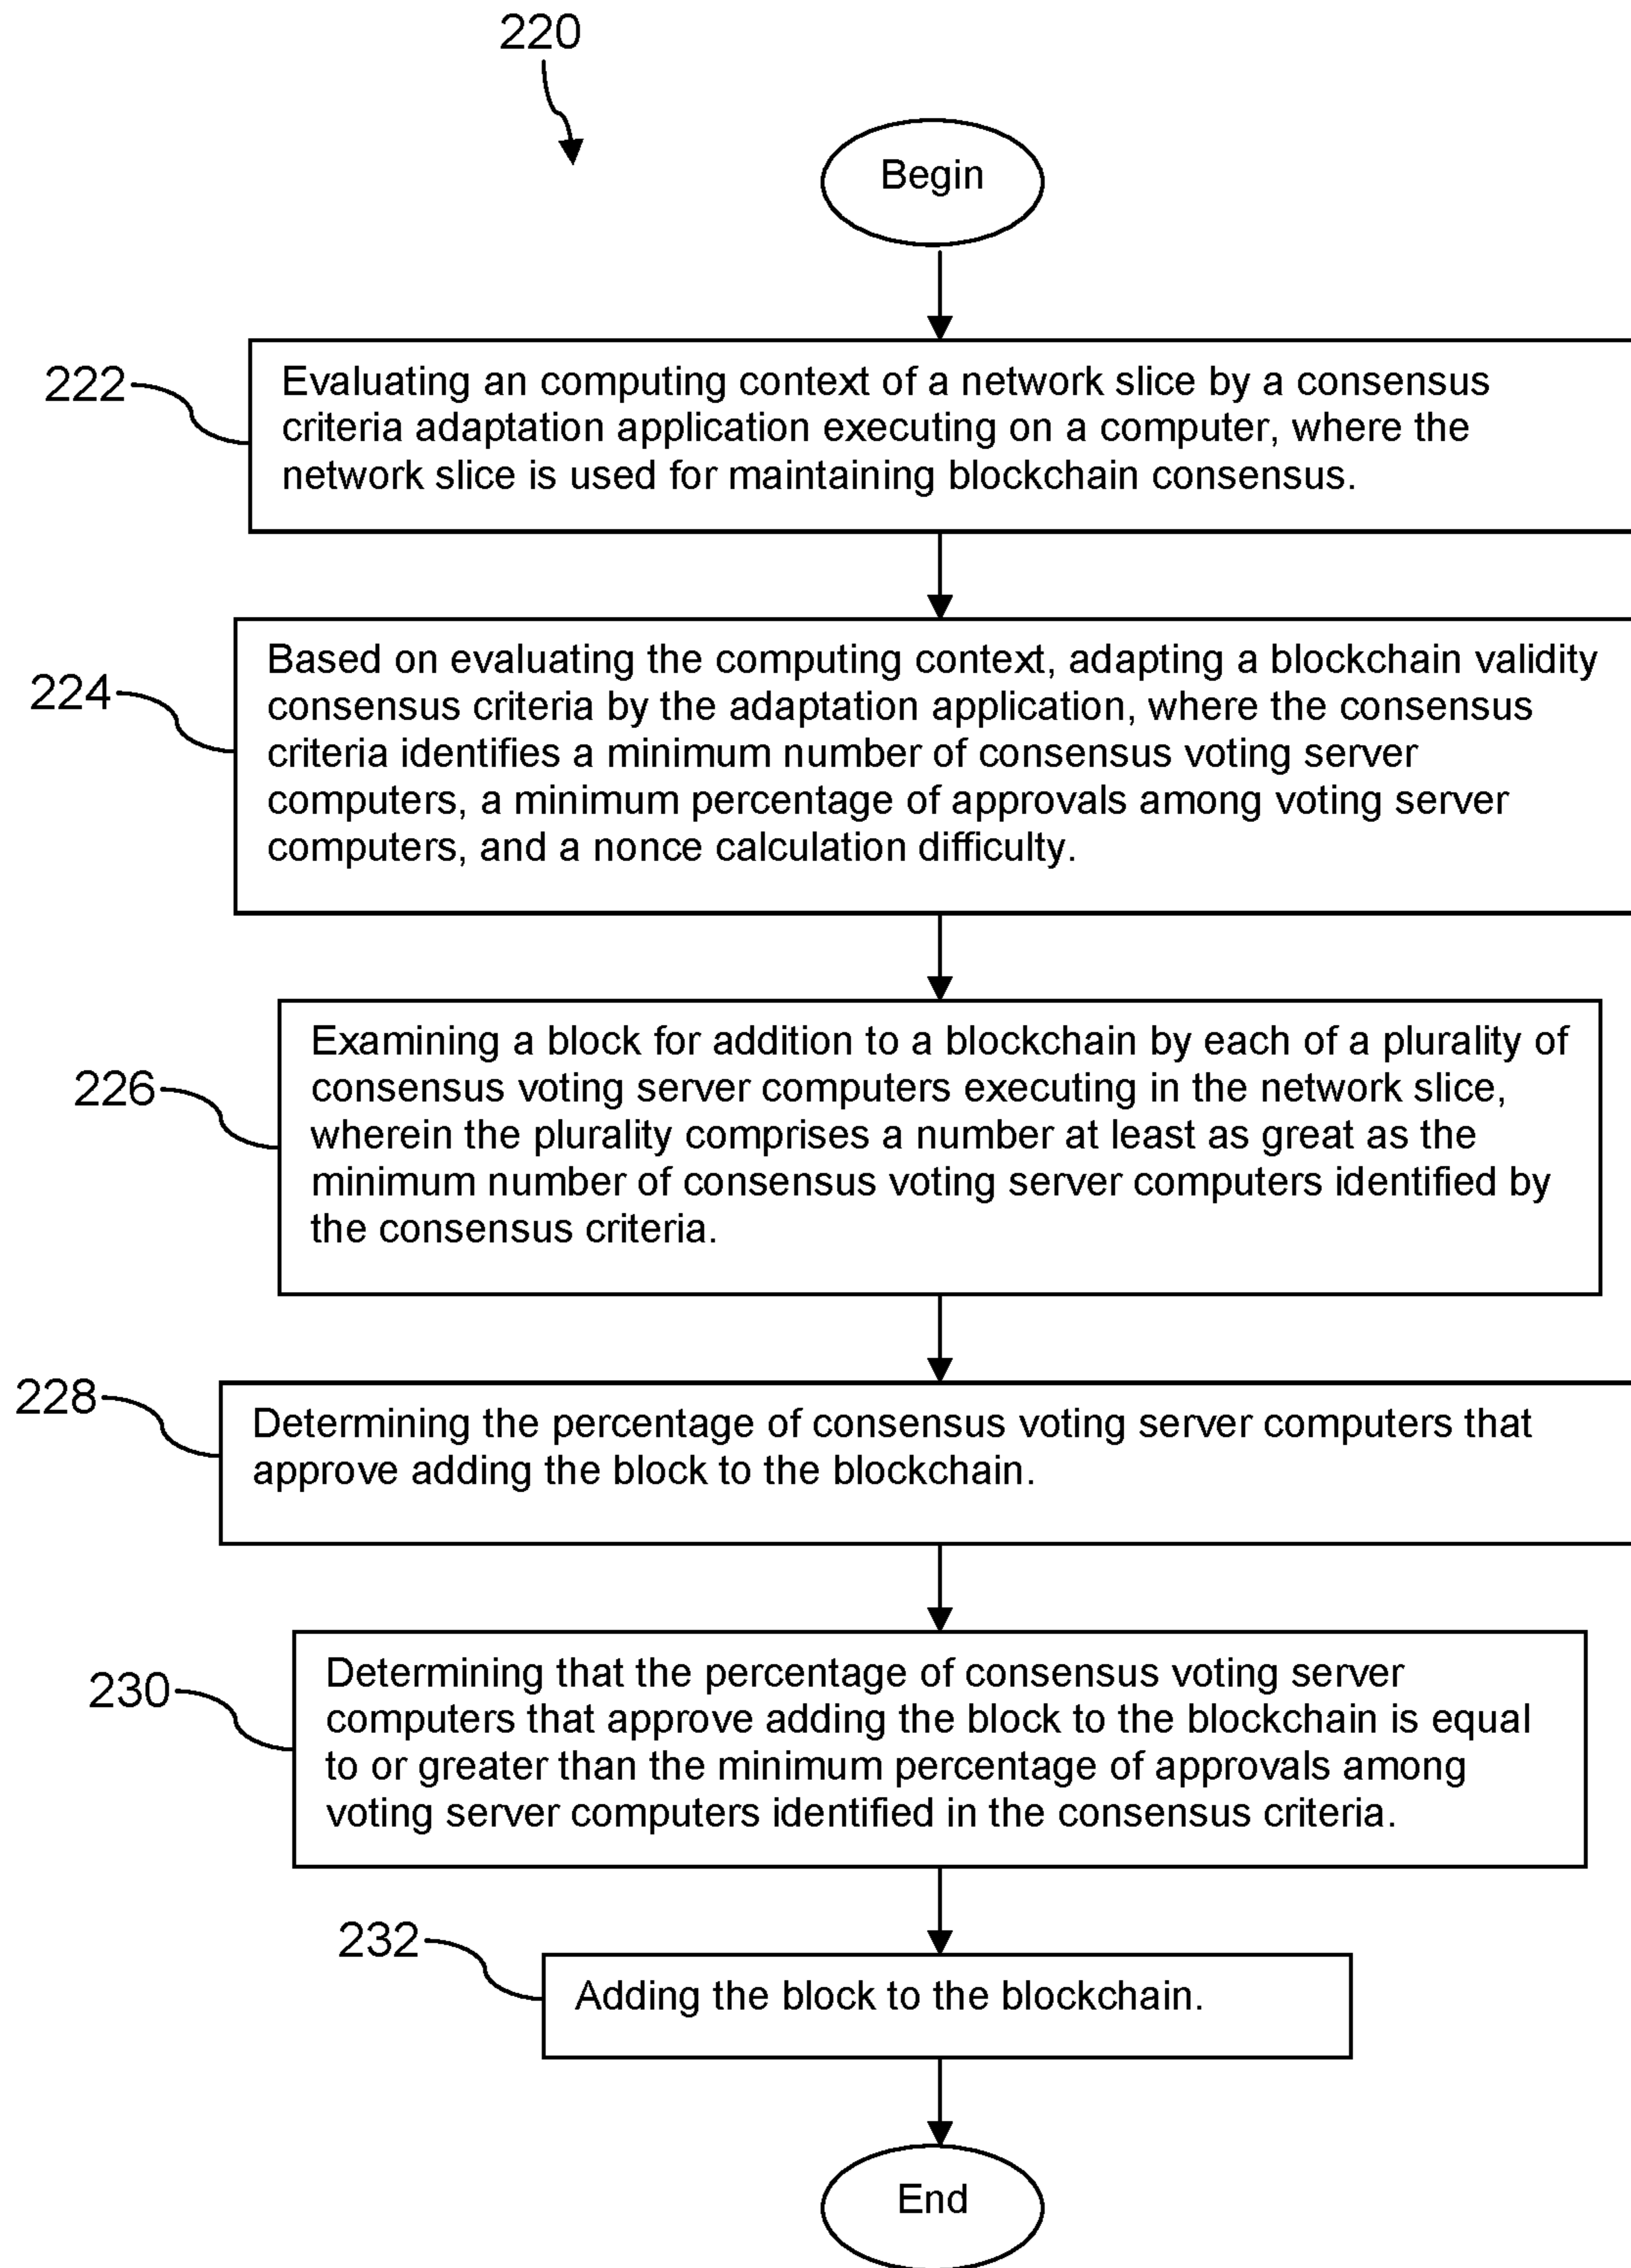 220
Begin
222
Evaluating an computing context of a network slice by a consensus
criteria adaptation application executing on a computer, where the
network slice is used for maintaining blockchain consensus.
224
Based on evaluating the computing context, adapting a blockchain validity
consensus criteria by the adaptation application, where the consensus
criteria identifies a minimum number of consensus voting server
computers, a minimum percentage of approvals among voting server
computers, and a nonce calculation difficulty.
226
Examining a block for addition to a blockchain by each of a plurality of
consensus voting server computers executing in the network slice,
wherein the plurality comprises a number at least as great as the
minimum number of consensus voting server computers identified by
the consensus criteria.
228
Determining the percentage of consensus voting server computers that
approve adding the block to the blockchain.
230
Determining that the percentage of consensus voting server
computers that approve adding the block to the blockchain is equal
to or greater than the minimum percentage of approvals among
voting server computers identified in the consensus criteria.
232
Adding the block to the blockchain.
End